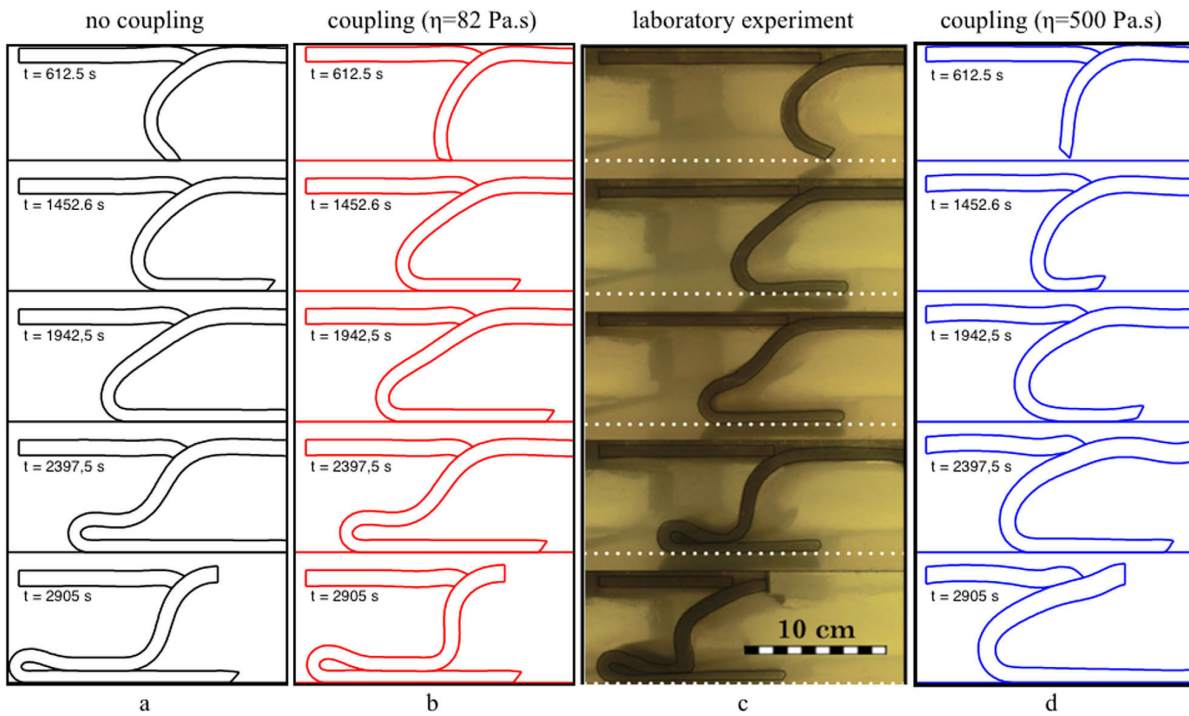 no coupling
coupling (η=82 Pa.s)
laboratory experiment
coupling (η=500 Pa.s)
t = 612.5 s
t = 612.5 s
t = 612.5 s
t = 1452.6 s
t = 1452.6 s
t = 1452.6 s
t = 1942,5 s
t = 1942,5 s
t = 1942,5 s
t = 2397,5 s
t = 2397,5 s
t = 2397,5 s
t = 2905 s
t = 2905 s
t = 2905 s
10 cm
a
b
c
d